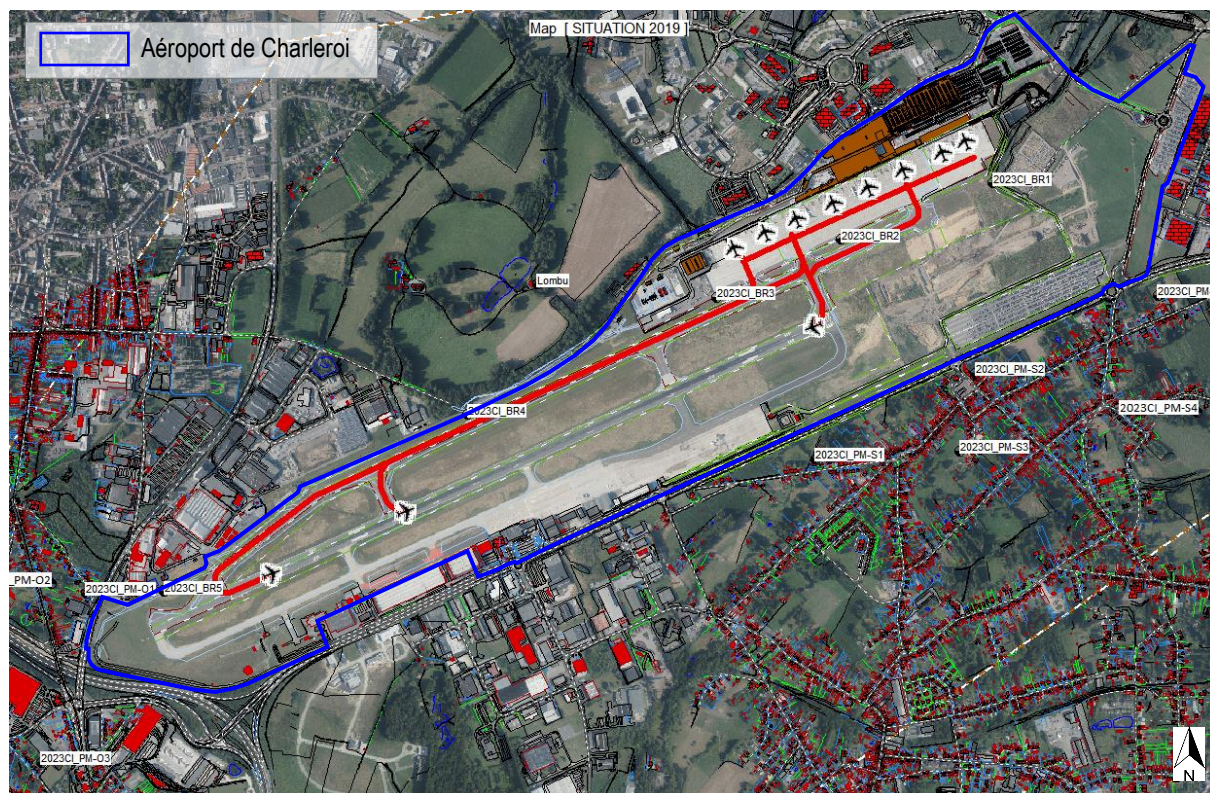 Map [ SITUATION 2019 ]
Aéroport de Charleroi
2023CI_BR1
2023CI_BR2
Lombu
2023CI_BR3
2023CI_PM-
2023CI_PM-S2
2023CI_BR4
2023CI_PM-S4
2023CI_PM-S3
2023CI_PM-S1
_PM-O2
2023CI_PM-O1
2023CI_BR5
2023CI_PM-O3
N